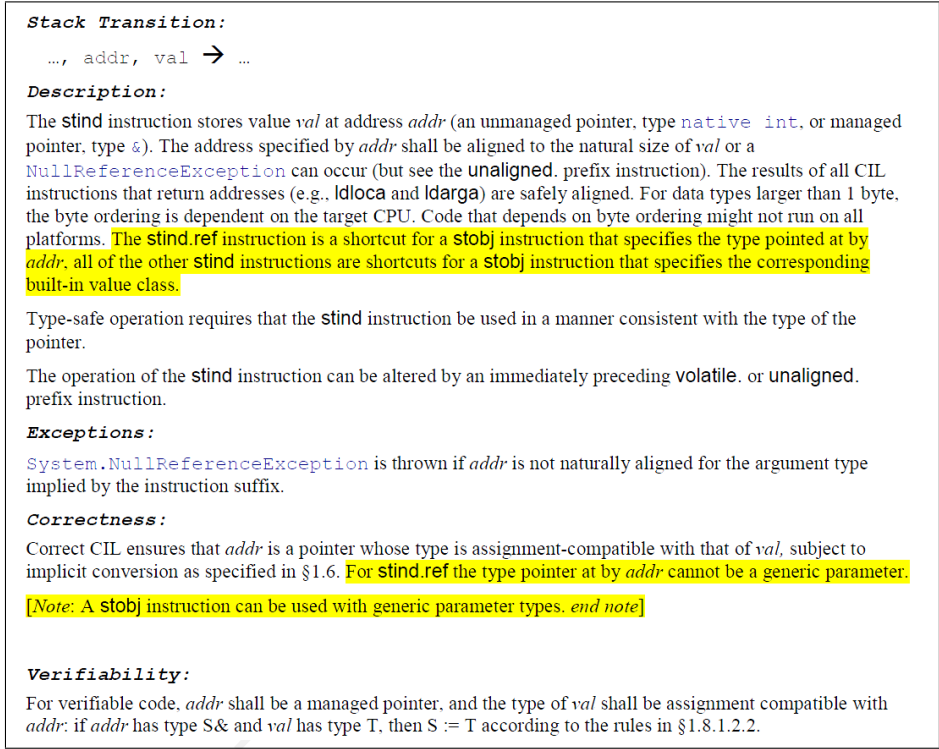 Stack Transition:
…, addr, val → …
Description:
The stind instruction stores value val at address addr (an unmanaged pointer, type native int, or managed
pointer, type &). The address specified by addr shall be aligned to the natural size of val or a
NullReferenceException can occur (but see the unaligned. prefix instruction). The results of all CIL
instructions that return addresses (e.g., ldloca and ldarga) are safely aligned. For data types larger than 1 byte,
the byte ordering is dependent on the target CPU. Code that depends on byte ordering might not run on all
platforms. The stind.ref instruction is a shortcut for a stobj instruction that specifies the type pointed at by
addr, all of the other stind instructions are shortcuts for a stobj instruction that specifies the corresponding
built-in value class.
Type-safe operation requires that the stind instruction be used in a manner consistent with the type of the
pointer.
The operation of the stind instruction can be altered by an immediately preceding volatile. or unaligned.
prefix instruction.
Exceptions:
System.NullReferenceException is thrown if addr is not naturally aligned for the argument type
implied by the instruction suffix.
Correctness:
Correct CIL ensures that addr is a pointer whose type is assignment-compatible with that of val, subject to
implicit conversion as specified in §1.6. For stind.ref the type pointer at by addr cannot be a generic parameter.
[Note: A stobj instruction can be used with generic parameter types. end note]
Verifiability:
For verifiable code, addr shall be a managed pointer, and the type of val shall be assignment compatible with
addr: if addr has type S& and val has type T, then S := T according to the rules in §1.8.1.2.2.